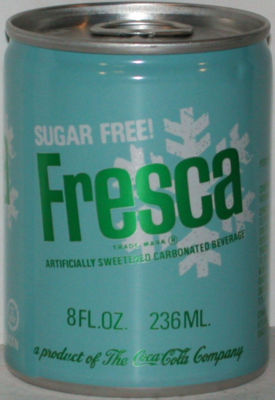 SUGAR FREE!
Fresca
TRADE-MARK ®
ARTIFICIALLY SWEETENED CARBONATED BEVERAGE
8 FL. OZ. 236 ML.
a product of The Coca-Cola Company